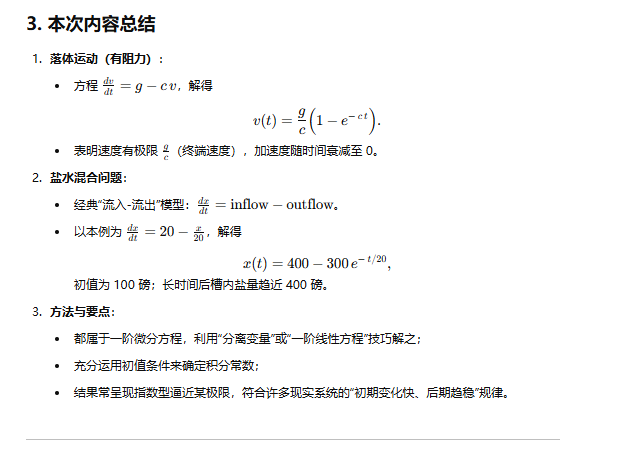 3. 本次内容总结
1. 落体运动（有阻力）：
• 方程 dv/dt = g − c v，解得
v(t) = g/c (1 − e^{− c t}).
• 表明速度有极限 g/c（终端速度），加速度随时间衰减至 0。
2. 盐水混合问题：
• 经典“流入-流出”模型：dx/dt = inflow − outflow。
• 以本例为 dx/dt = 20 − x/20，解得
x(t) = 400 − 300 e^{− t/20},
初值为 100 磅；长时间后槽内盐量趋近 400 磅。
3. 方法与要点：
• 都属于一阶微分方程，利用“分离变量”或“一阶线性方程”技巧解之；
• 充分运用初值条件来确定积分常数；
• 结果常呈现指数型逼近某极限，符合许多现实系统的“初期变化快、后期趋稳”规律。